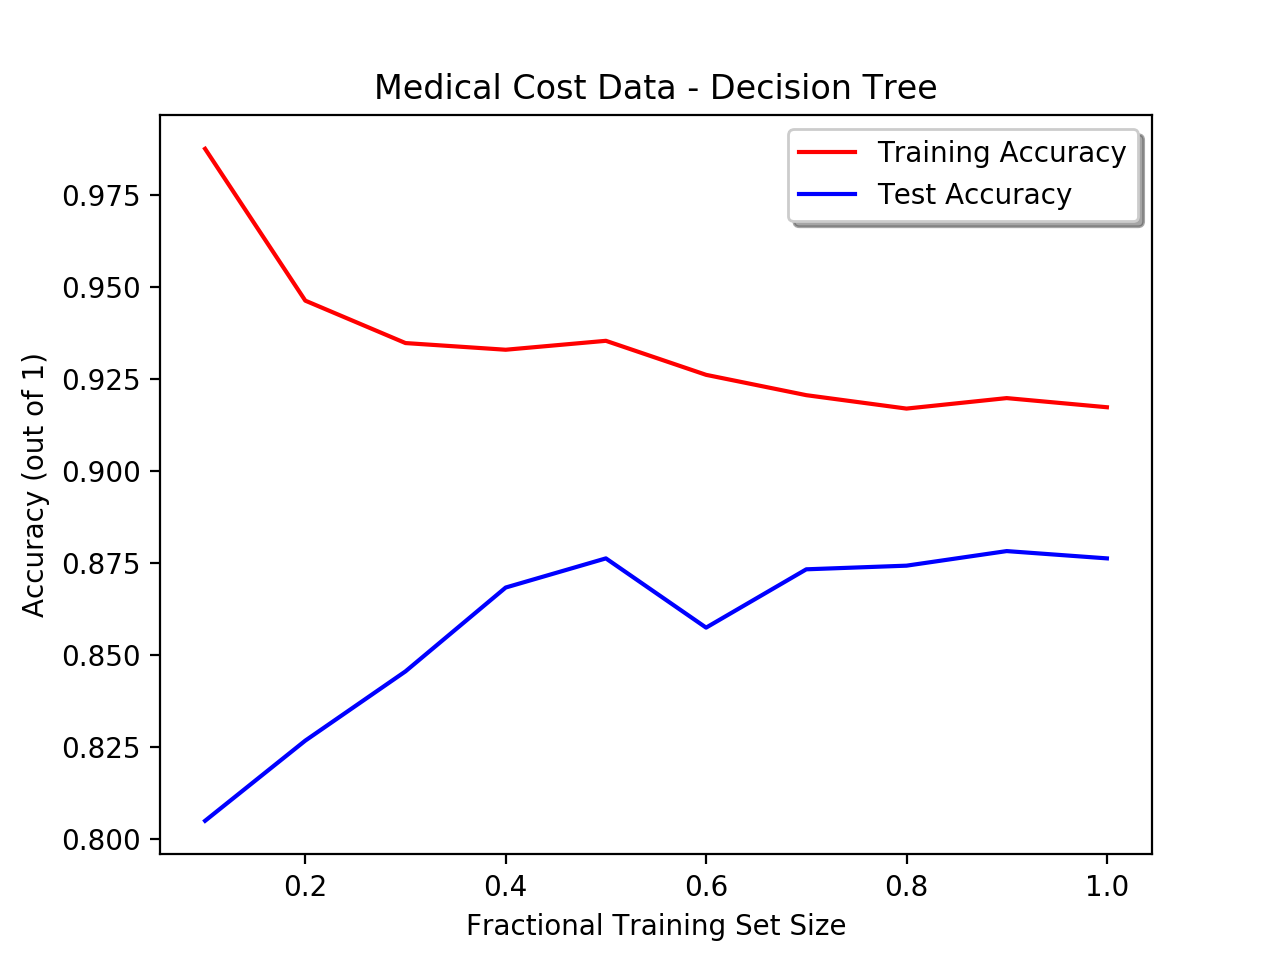 Medical Cost Data - Decision Tree
Training Accuracy
Test Accuracy
0.975
0.950
0.925
0.900
0.875
0.850
0.825
0.800
Accuracy (out of 1)
0.2 0.4 0.6 0.8 1.0
Fractional Training Set Size